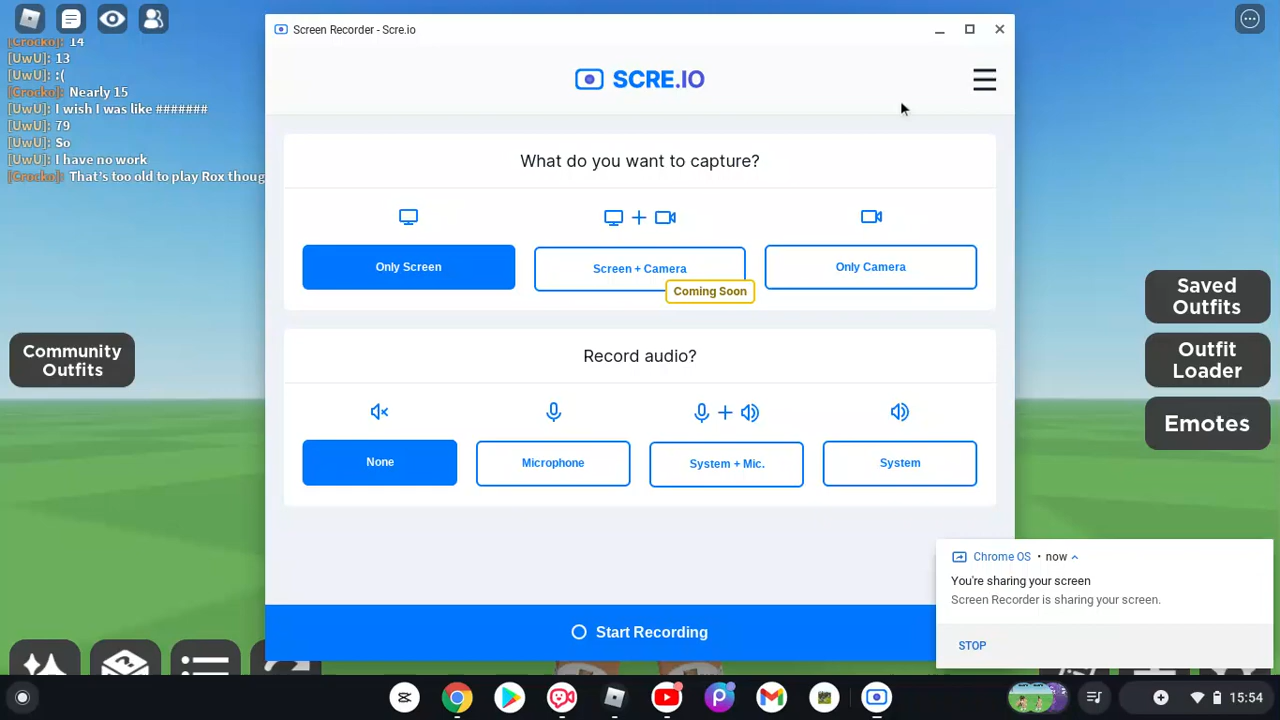 Screen Recorder - Scre.io
[Crocko]: 14
[UwU]: 13
[UwU]: :(
[Crocko]: Nearly 15
[UwU]: I wish I was like #######
[UwU]: 79
[UwU]: So
[UwU]: I have no work
[Crocko]: That's too old to play Rox thoug
SCRE.IO
What do you want to capture?
Only Screen
Screen + Camera
Only Camera
Coming Soon
Record audio?
None
Microphone
System + Mic.
System
Start Recording
Community
Outfits
Saved
Outfits
Outfit
Loader
Emotes
Chrome OS • now
You're sharing your screen
Screen Recorder is sharing your screen.
STOP
15:54